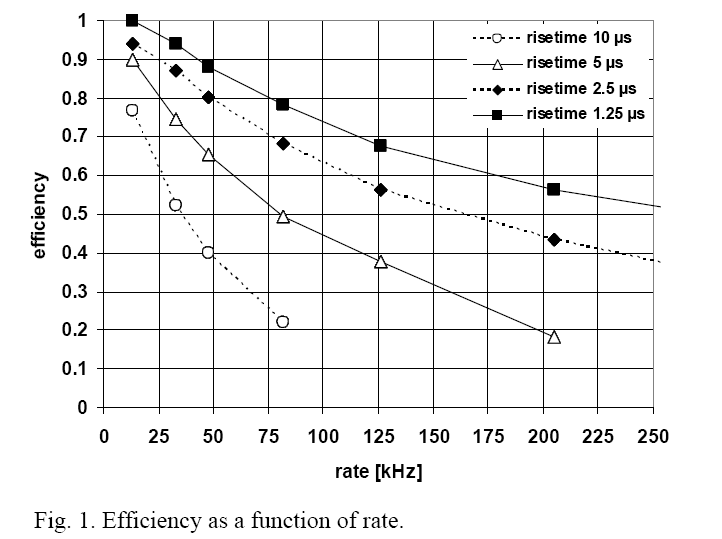 1
0.9
0.8
0.7
0.6
0.5
0.4
0.3
0.2
0.1
0
efficiency
risetime 10 µs
risetime 5 µs
risetime 2.5 µs
risetime 1.25 µs
0 25 50 75 100 125 150 175 200 225 250
rate [kHz]
Fig. 1. Efficiency as a function of rate.